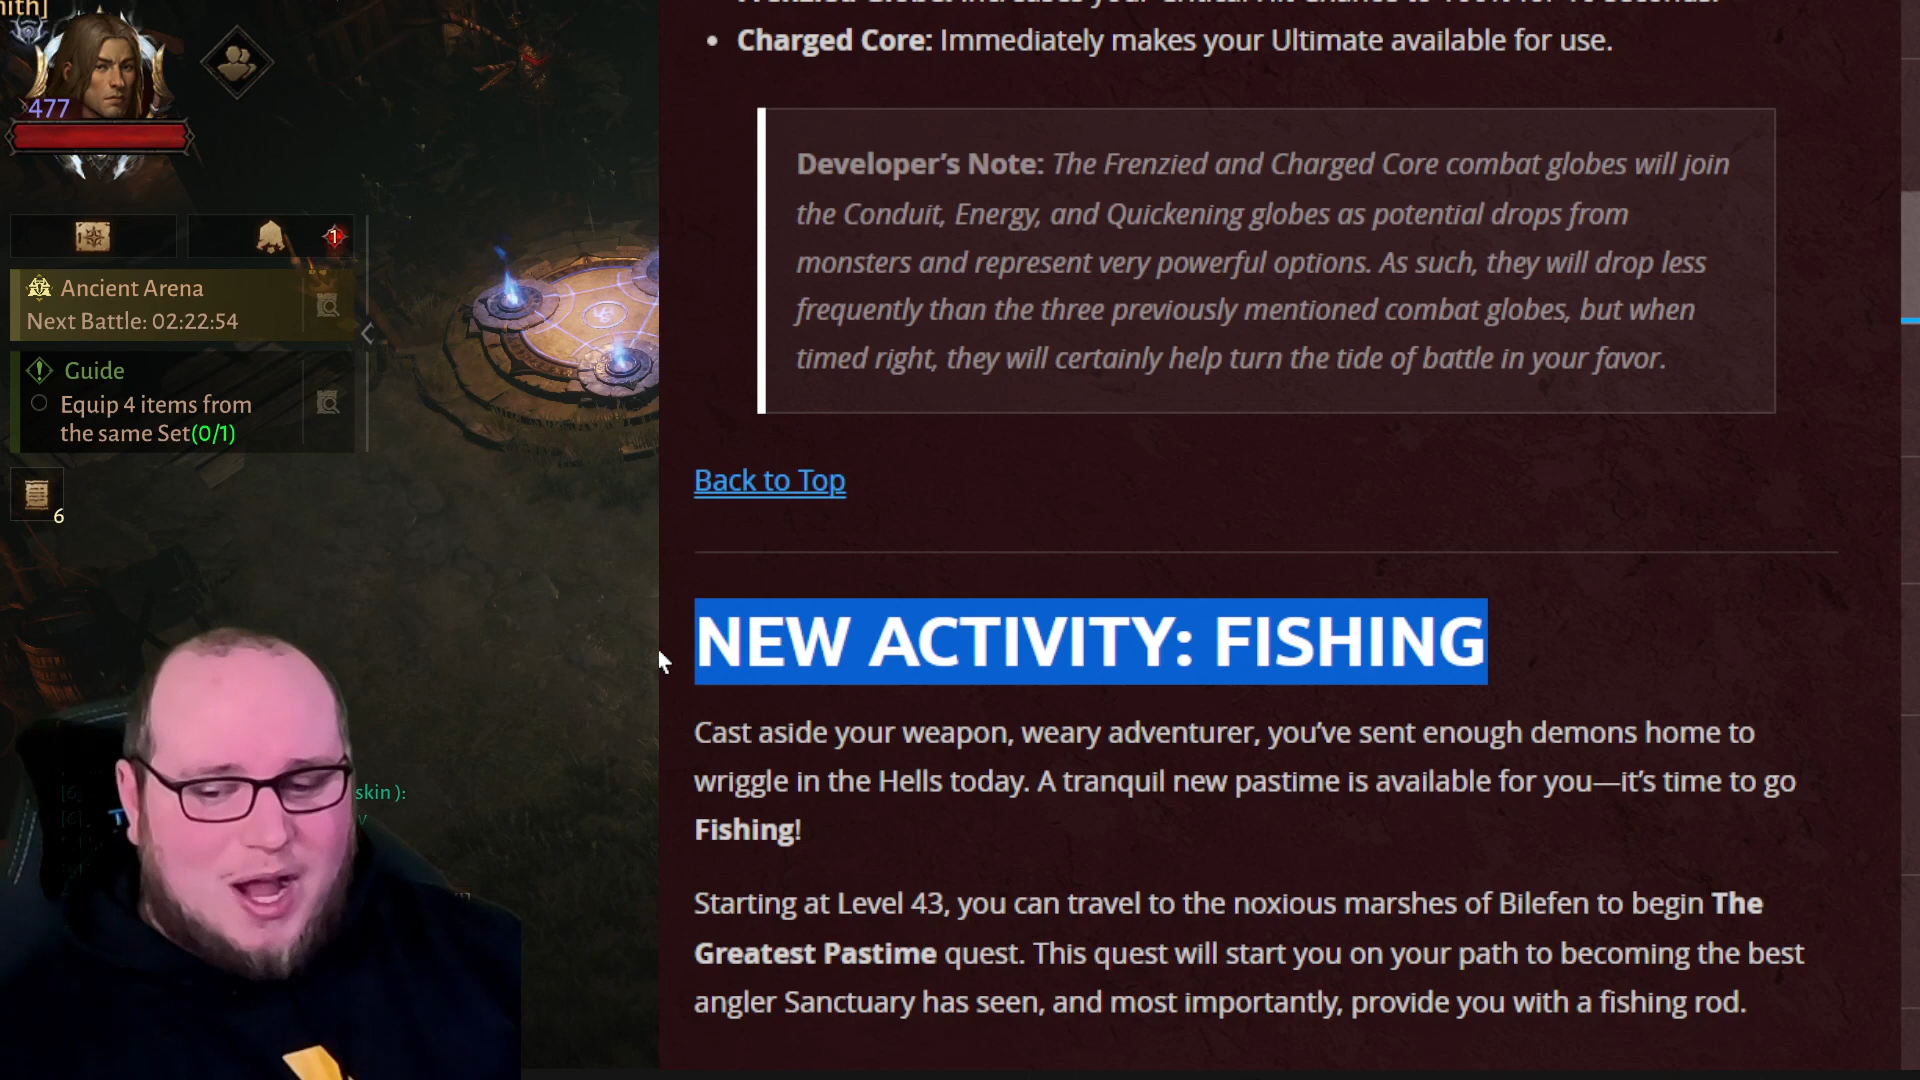 477
1
Ancient Arena
Next Battle: 02:22:54
Guide
Equip 4 items from
the same Set(0/1)
6
skin ):
Charged Core: Immediately makes your Ultimate available for use.
Developer’s Note: The Frenzied and Charged Core combat globes will join
the Conduit, Energy, and Quickening globes as potential drops from
monsters and represent very powerful options. As such, they will drop less
frequently than the three previously mentioned combat globes, but when
timed right, they will certainly help turn the tide of battle in your favor.
Back to Top
NEW ACTIVITY: FISHING
Cast aside your weapon, weary adventurer, you’ve sent enough demons home to
wriggle in the Hells today. A tranquil new pastime is available for you—it’s time to go
Fishing!
Starting at Level 43, you can travel to the noxious marshes of Bilefen to begin The
Greatest Pastime quest. This quest will start you on your path to becoming the best
angler Sanctuary has seen, and most importantly, provide you with a fishing rod.